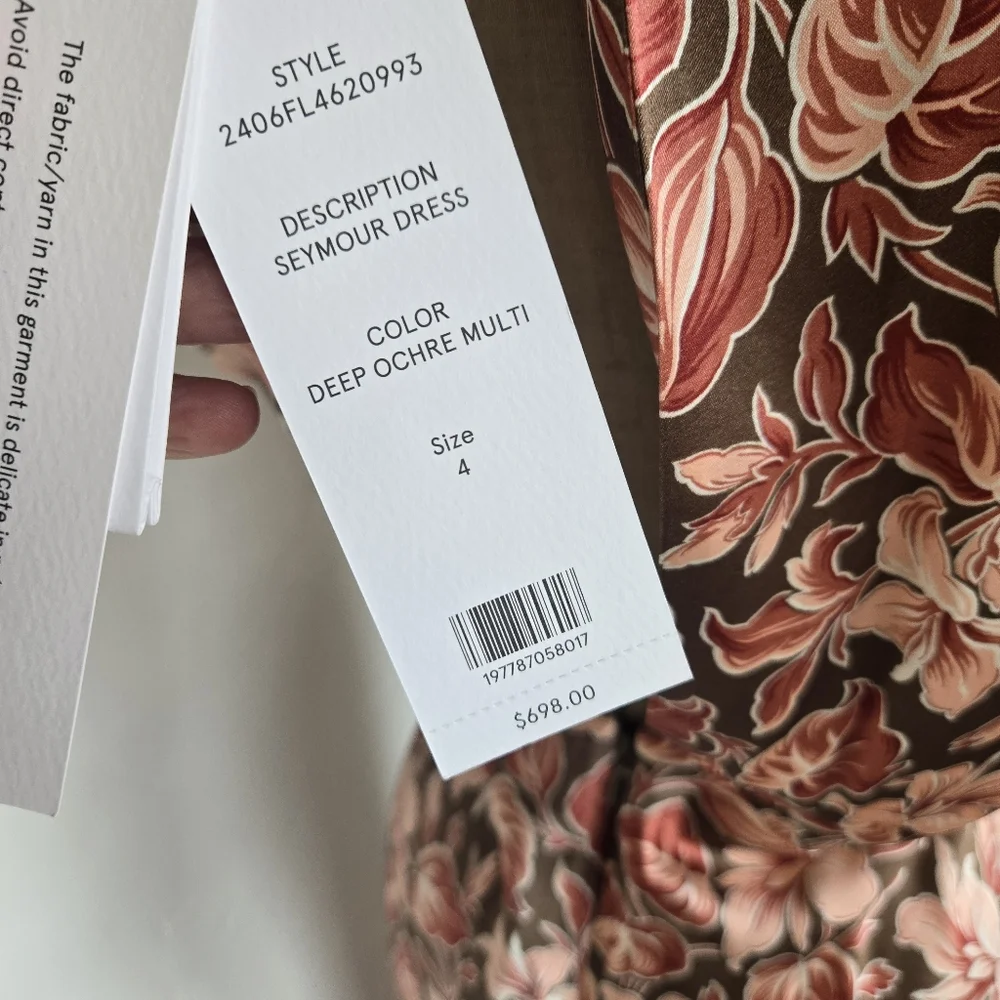 The fabric/yarn in this garment is delicate in
Avoid direct
STYLE
2406FL4620993
DESCRIPTION
SEYMOUR DRESS
COLOR
DEEP OCHRE MULTI
Size
4
197787058017
$698.00